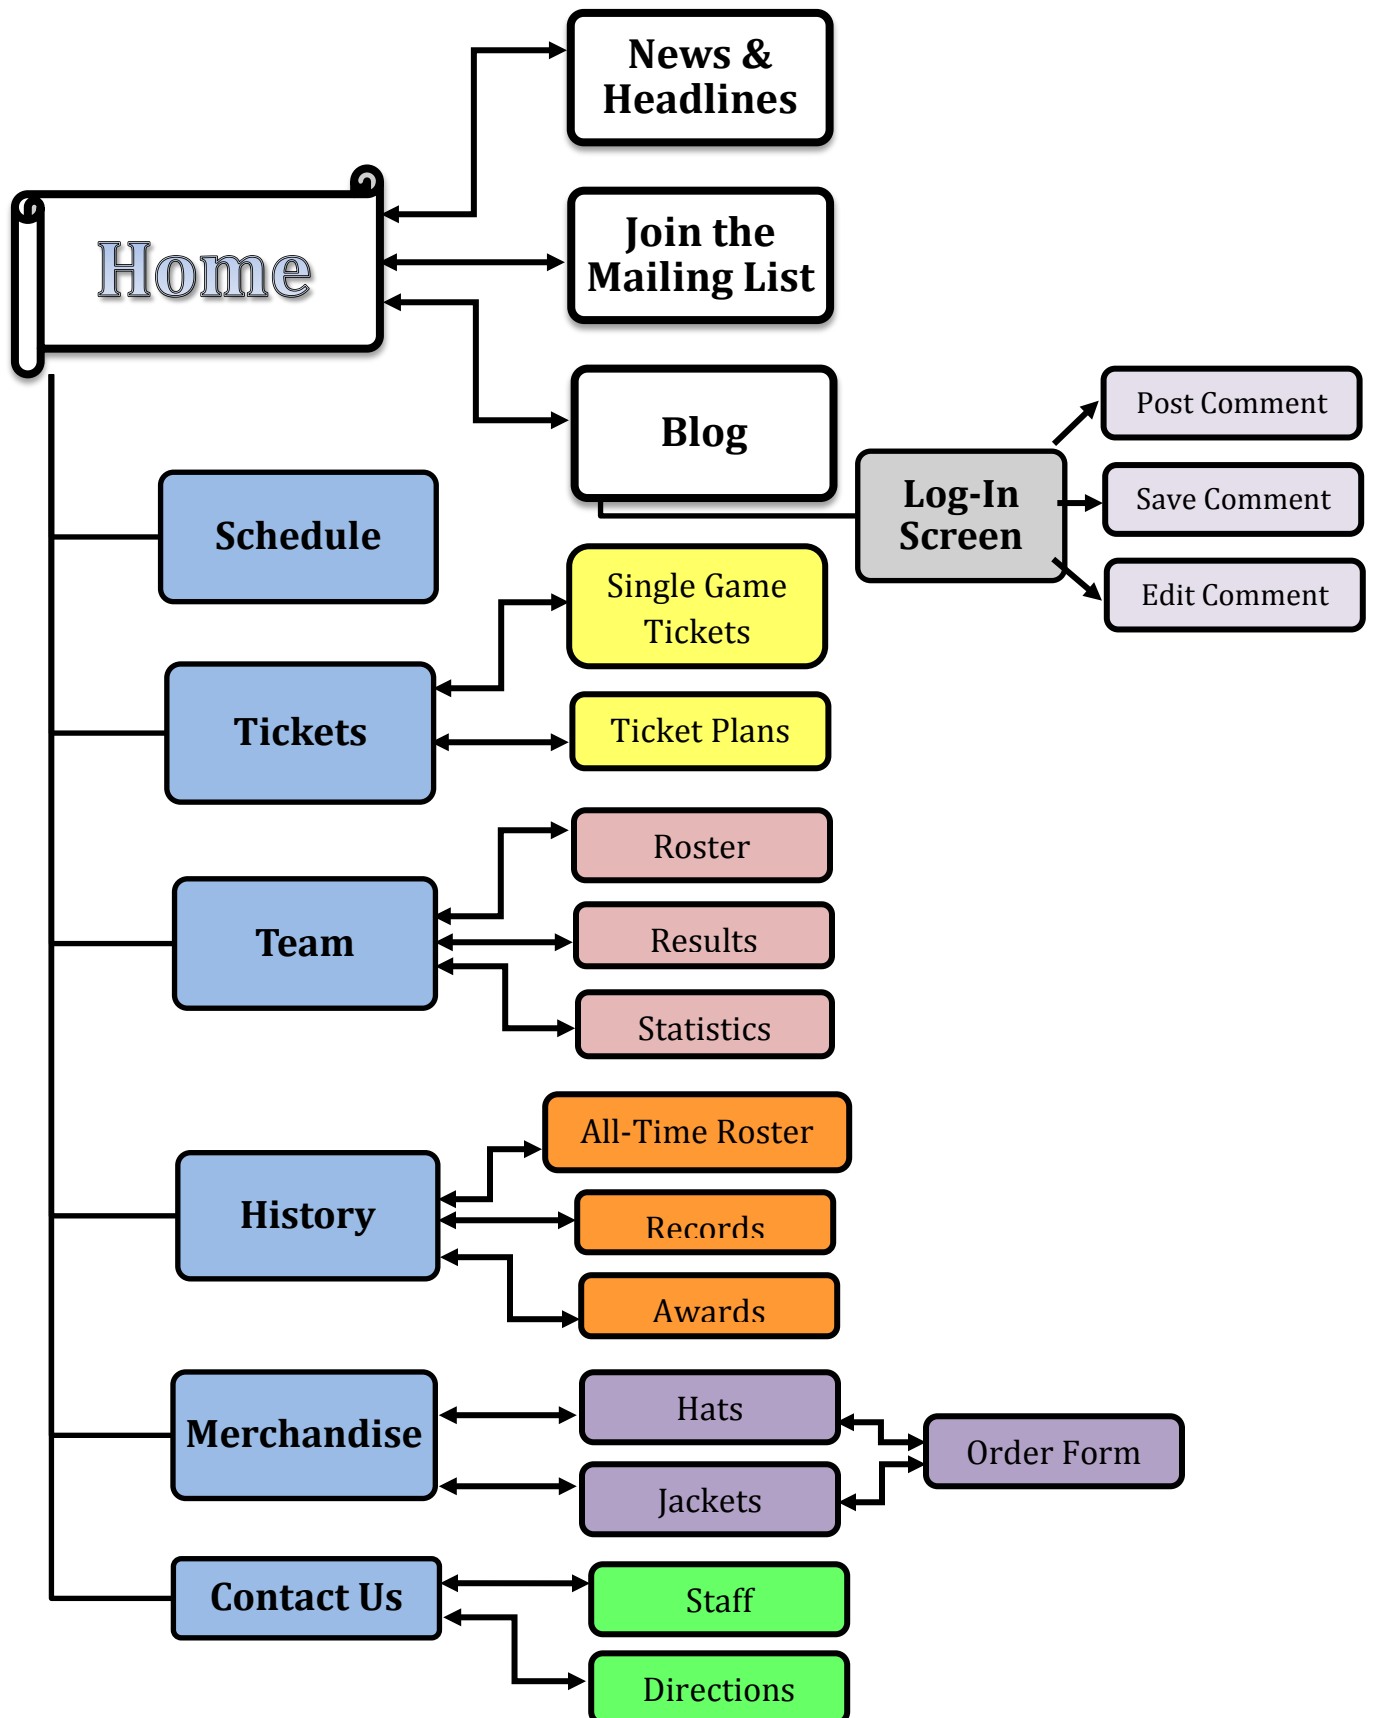 News &
Headlines
Home
Join the
Mailing List
Blog
Log-In
Screen
Post Comment
Save Comment
Edit Comment
Schedule
Single Game
Tickets
Tickets
Ticket Plans
Team
Roster
Results
Statistics
History
All-Time Roster
Records
Awards
Merchandise
Hats
Jackets
Order Form
Contact Us
Staff
Directions